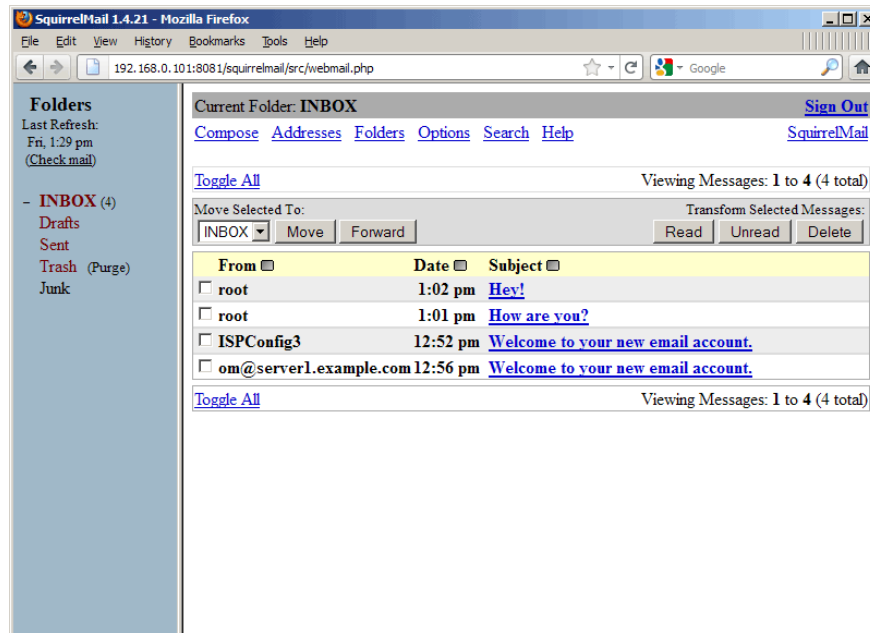 SquirrelMail 1.4.21 - Mozilla Firefox
File Edit View History Bookmarks Tools Help
192.168.0.101:8081/squirrelmail/src/webmail.php
Google
Folders
Last Refresh:
Fri, 1:29 pm
(Check mail)
– INBOX (4)
Drafts
Sent
Trash (Purge)
Junk
Current Folder: INBOX Sign Out
Compose Addresses Folders Options Search Help SquirrelMail
Toggle All Viewing Messages: 1 to 4 (4 total)
Move Selected To: Transform Selected Messages:
INBOX Move Forward Read Unread Delete
From Date Subject
root 1:02 pm Hey!
root 1:01 pm How are you?
ISPConfig3 12:52 pm Welcome to your new email account.
om@server1.example.com 12:56 pm Welcome to your new email account.
Toggle All Viewing Messages: 1 to 4 (4 total)